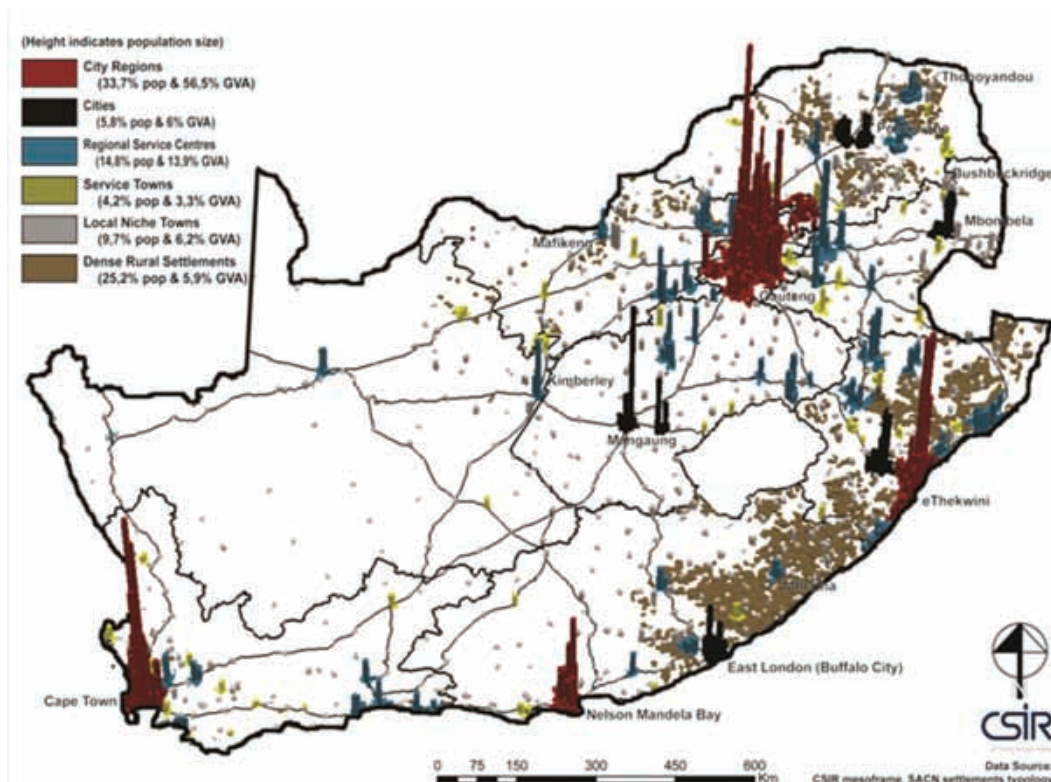 (Height indicates population size)
City Regions
(33,7% pop & 56,5% GVA)
Cities
(5,8% pop & 6% GVA)
Regional Service Centres
(14,8% pop & 13,9% GVA)
Service Towns
(4,2% pop & 3,3% GVA)
Local Niche Towns
(9,7% pop & 6,2% GVA)
Dense Rural Settlements
(25,2% pop & 5,9% GVA)
Thohoyandou
Bushbuckridge
Mbombela
Mafikeng
Gauteng
Kimberley
Mangaung
eThekwini
East London (Buffalo City)
Cape Town
Nelson Mandela Bay
CSIR
0 75 150 300 450 600
Km
Data Source:
CSIR mesoframe, SACN settlements typology